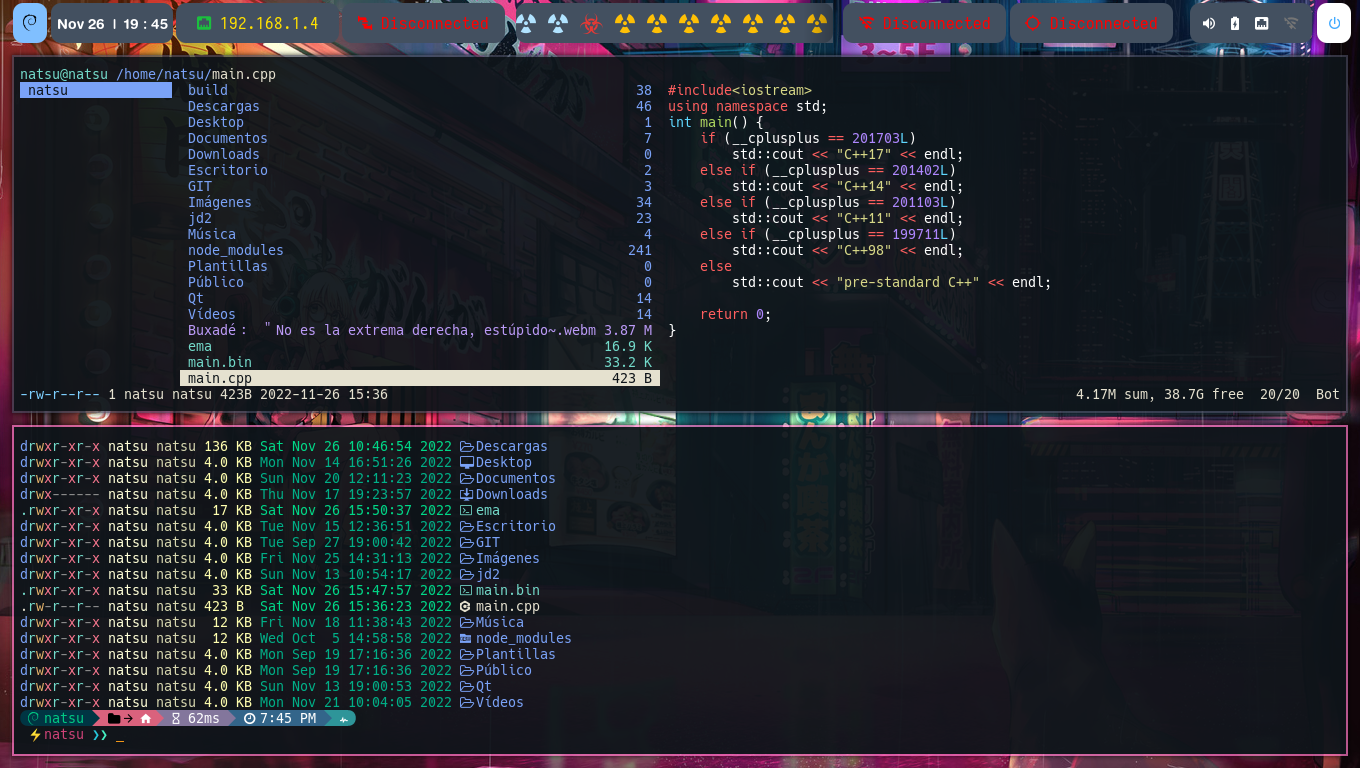 Nov 26 | 19 : 45 192.168.1.4 Disconnected Disconnected Disconnected
natsu@natsu /home/natsu/main.cpp
natsu
build 38
Descargas 46
Desktop 1
Documentos 7
Downloads 0
Escritorio 2
GIT 3
Imágenes 34
jd2 23
Música 4
node_modules 241
Plantillas 0
Público 0
Qt 14
Vídeos 14
Buxadé： "No es la extrema derecha, estúpido~.webm 3.87 M
ema 16.9 K
main.bin 33.2 K
main.cpp 423 B
#include<iostream>
using namespace std;
int main() {
    if (__cplusplus == 201703L)
        std::cout << "C++17" << endl;
    else if (__cplusplus == 201402L)
        std::cout << "C++14" << endl;
    else if (__cplusplus == 201103L)
        std::cout << "C++11" << endl;
    else if (__cplusplus == 199711L)
        std::cout << "C++98" << endl;
    else
        std::cout << "pre-standard C++" << endl;
    return 0;
}
-rw-r--r-- 1 natsu natsu 423B 2022-11-26 15:36 4.17M sum, 38.7G free 20/20 Bot
drwxr-xr-x natsu natsu 136 KB Sat Nov 26 10:46:54 2022 Descargas
drwxr-xr-x natsu natsu 4.0 KB Mon Nov 14 16:51:26 2022 Desktop
drwxr-xr-x natsu natsu 4.0 KB Sun Nov 20 12:11:23 2022 Documentos
drwx------ natsu natsu 4.0 KB Thu Nov 17 19:23:57 2022 Downloads
.rwxr-xr-x natsu natsu 17 KB Sat Nov 26 15:50:37 2022 ema
drwxr-xr-x natsu natsu 4.0 KB Tue Nov 15 12:36:51 2022 Escritorio
drwxr-xr-x natsu natsu 4.0 KB Tue Sep 27 19:00:42 2022 GIT
drwxr-xr-x natsu natsu 4.0 KB Fri Nov 25 14:31:13 2022 Imágenes
drwxr-xr-x natsu natsu 4.0 KB Sun Nov 13 10:54:17 2022 jd2
.rwxr-xr-x natsu natsu 33 KB Sat Nov 26 15:47:57 2022 main.bin
.rw-r--r-- natsu natsu 423 B Sat Nov 26 15:36:23 2022 main.cpp
drwxr-xr-x natsu natsu 12 KB Fri Nov 18 11:38:43 2022 Música
drwxr-xr-x natsu natsu 12 KB Wed Oct 5 14:58:58 2022 node_modules
drwxr-xr-x natsu natsu 4.0 KB Mon Sep 19 17:16:36 2022 Plantillas
drwxr-xr-x natsu natsu 4.0 KB Mon Sep 19 17:16:36 2022 Público
drwxr-xr-x natsu natsu 4.0 KB Sun Nov 13 19:00:53 2022 Qt
drwxr-xr-x natsu natsu 4.0 KB Mon Nov 21 10:04:05 2022 Vídeos
natsu 62ms 7:45 PM
⚡natsu ❯❯ _